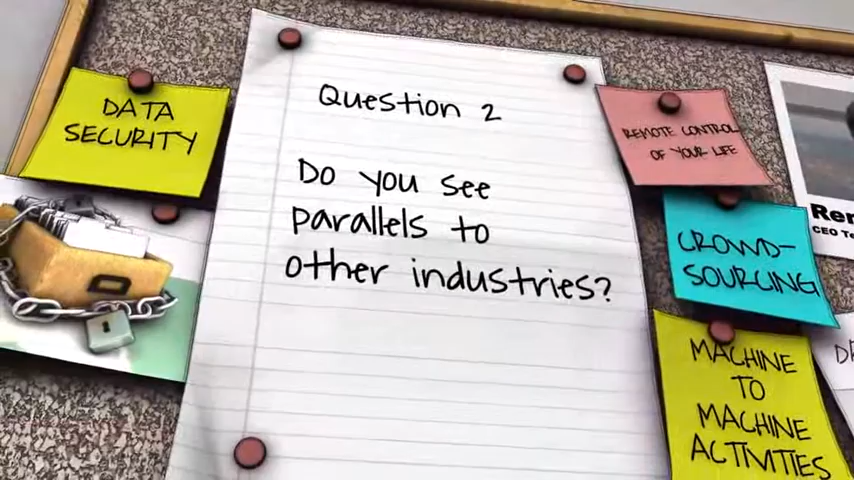 DATA
SECURITY
Question 2
Do you see
parallels to
other industries?
REMOTE CONTROL
OF YOUR LIFE
CROWD-
SOURCING
MACHINE
TO
MACHINE
ACTIVITIES
CEO